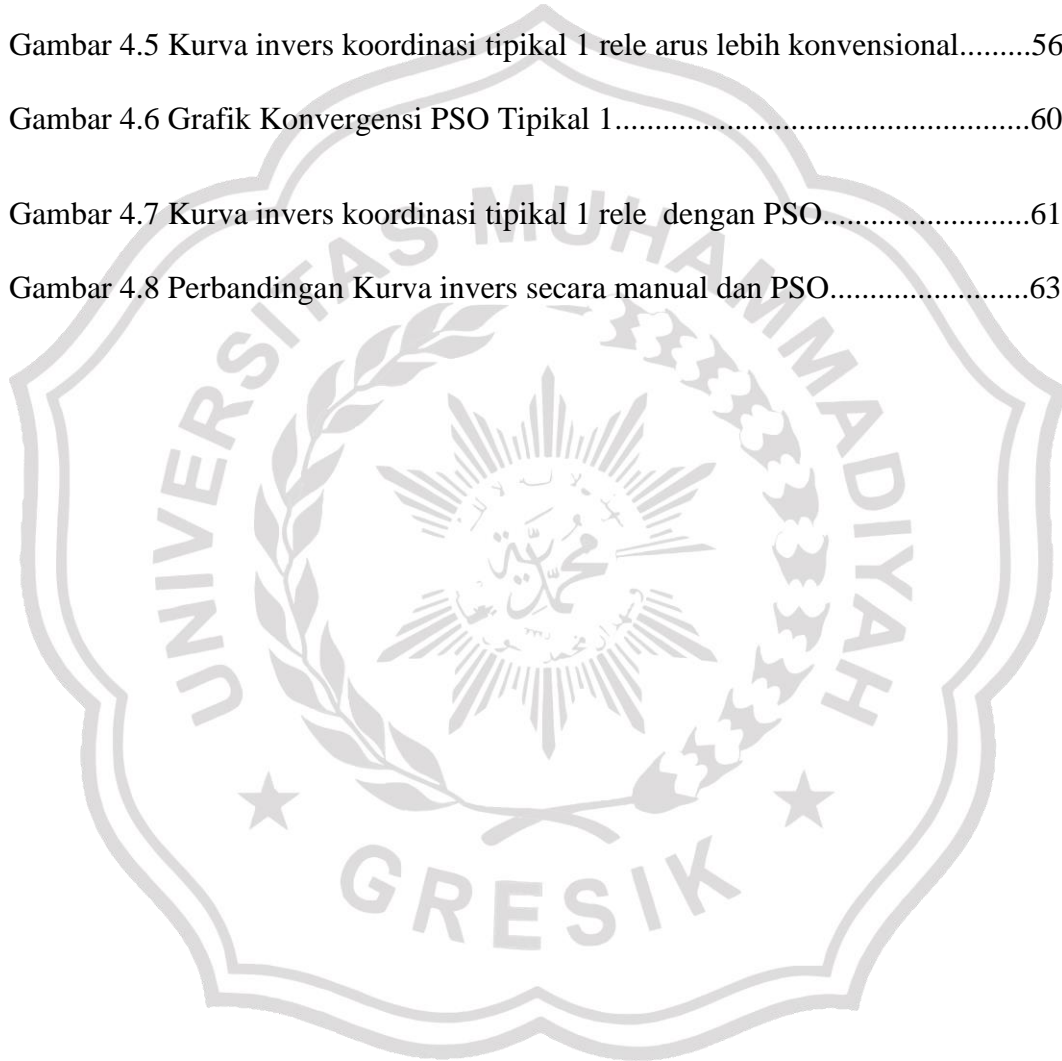 Gambar 4.5 Kurva invers koordinasi tipikal 1 rele arus lebih konvensional.........56
Gambar 4.6 Grafik Konvergensi PSO Tipikal 1............................................60
Gambar 4.7 Kurva invers koordinasi tipikal 1 rele  dengan PSO.........................61
Gambar 4.8 Perbandingan Kurva invers secara manual dan PSO........................63
UNIVERSITAS MUHAMMADIYAH
GRESIK